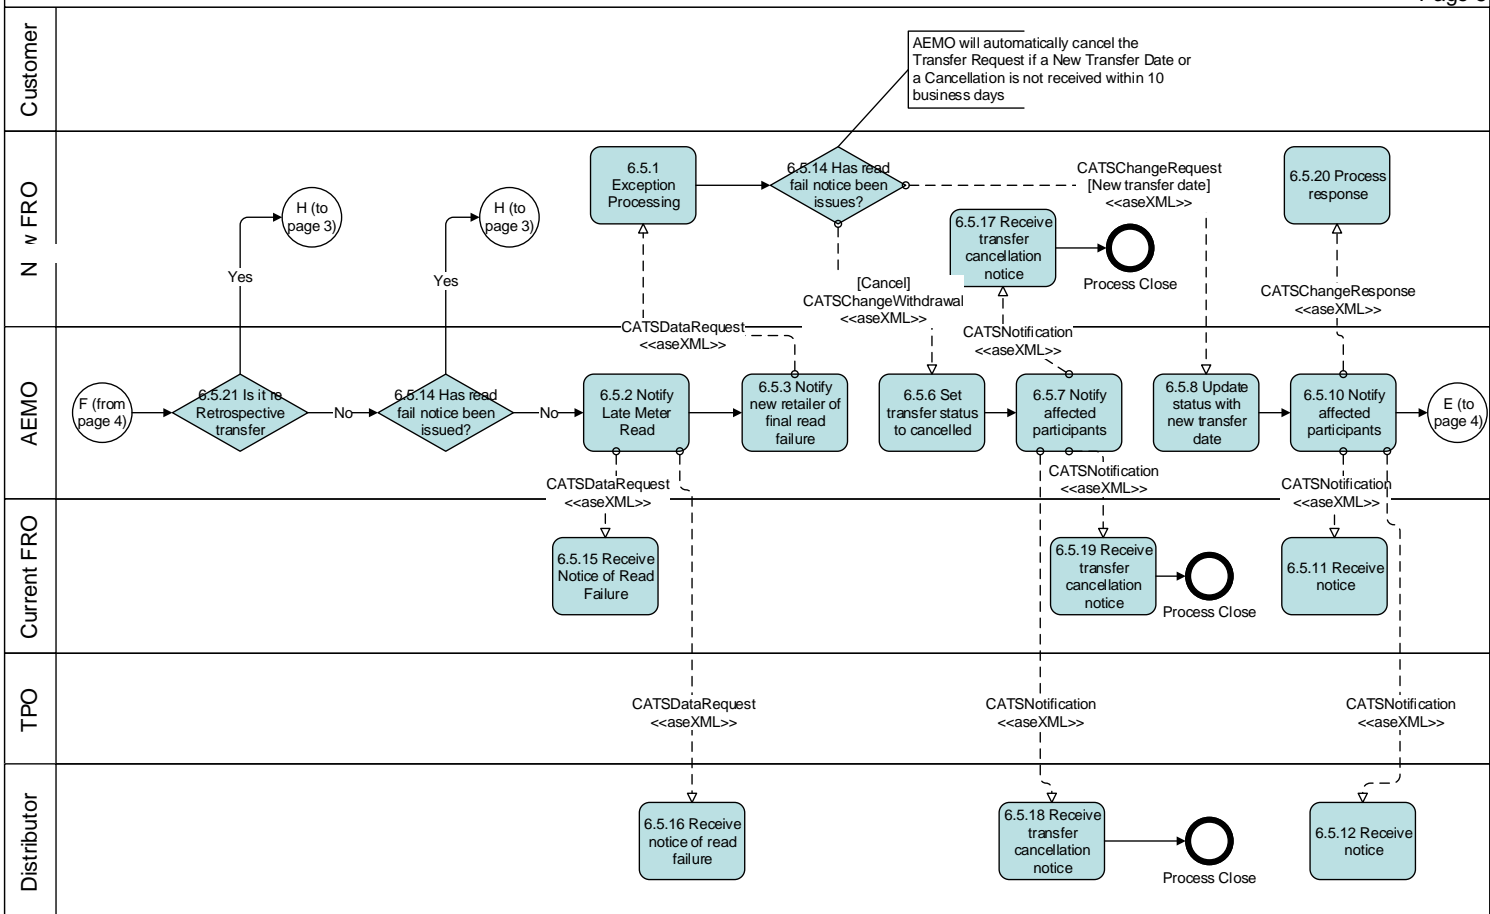 Customer
AEMO will automatically cancel the
Transfer Request if a New Transfer Date or
a Cancellation is not received within 10
business days
FRO
H (to
page 3)
Yes
H (to
page 3)
Yes
6.5.1
Exception
Processing
6.5.14 Has read
fail notice been
issues?
CATSChangeRequest
[New transfer date]
<<aseXML>>
6.5.17 Receive
transfer
cancellation
notice
Process Close
6.5.20 Process
response
[Cancel]
CATSChangeWithdrawal
<<aseXML>>
CATSChangeResponse
<<aseXML>>
CATSDataRequest
<<aseXML>>
CATSNotification
<<aseXML>>
AEMO
F (from
page 4)
6.5.21 Is it re
Retrospective
transfer
No
6.5.14 Has read
fail notice been
issued?
No
6.5.2 Notify
Late Meter
Read
6.5.3 Notify
new retailer of
final read
failure
6.5.6 Set
transfer status
to cancelled
6.5.7 Notify
affected
participants
6.5.8 Update
status with
new transfer
date
6.5.10 Notify
affected
participants
E (to
page 4)
CATSDataRequest
<<aseXML>>
CATSNotification
<<aseXML>>
CATSNotification
<<aseXML>>
Current FRO
6.5.15 Receive
Notice of Read
Failure
6.5.19 Receive
transfer
cancellation
notice
Process Close
6.5.11 Receive
notice
TPO
CATSDataRequest
<<aseXML>>
CATSNotification
<<aseXML>>
CATSNotification
<<aseXML>>
Distributor
6.5.16 Receive
notice of read
failure
6.5.18 Receive
transfer
cancellation
notice
Process Close
6.5.12 Receive
notice